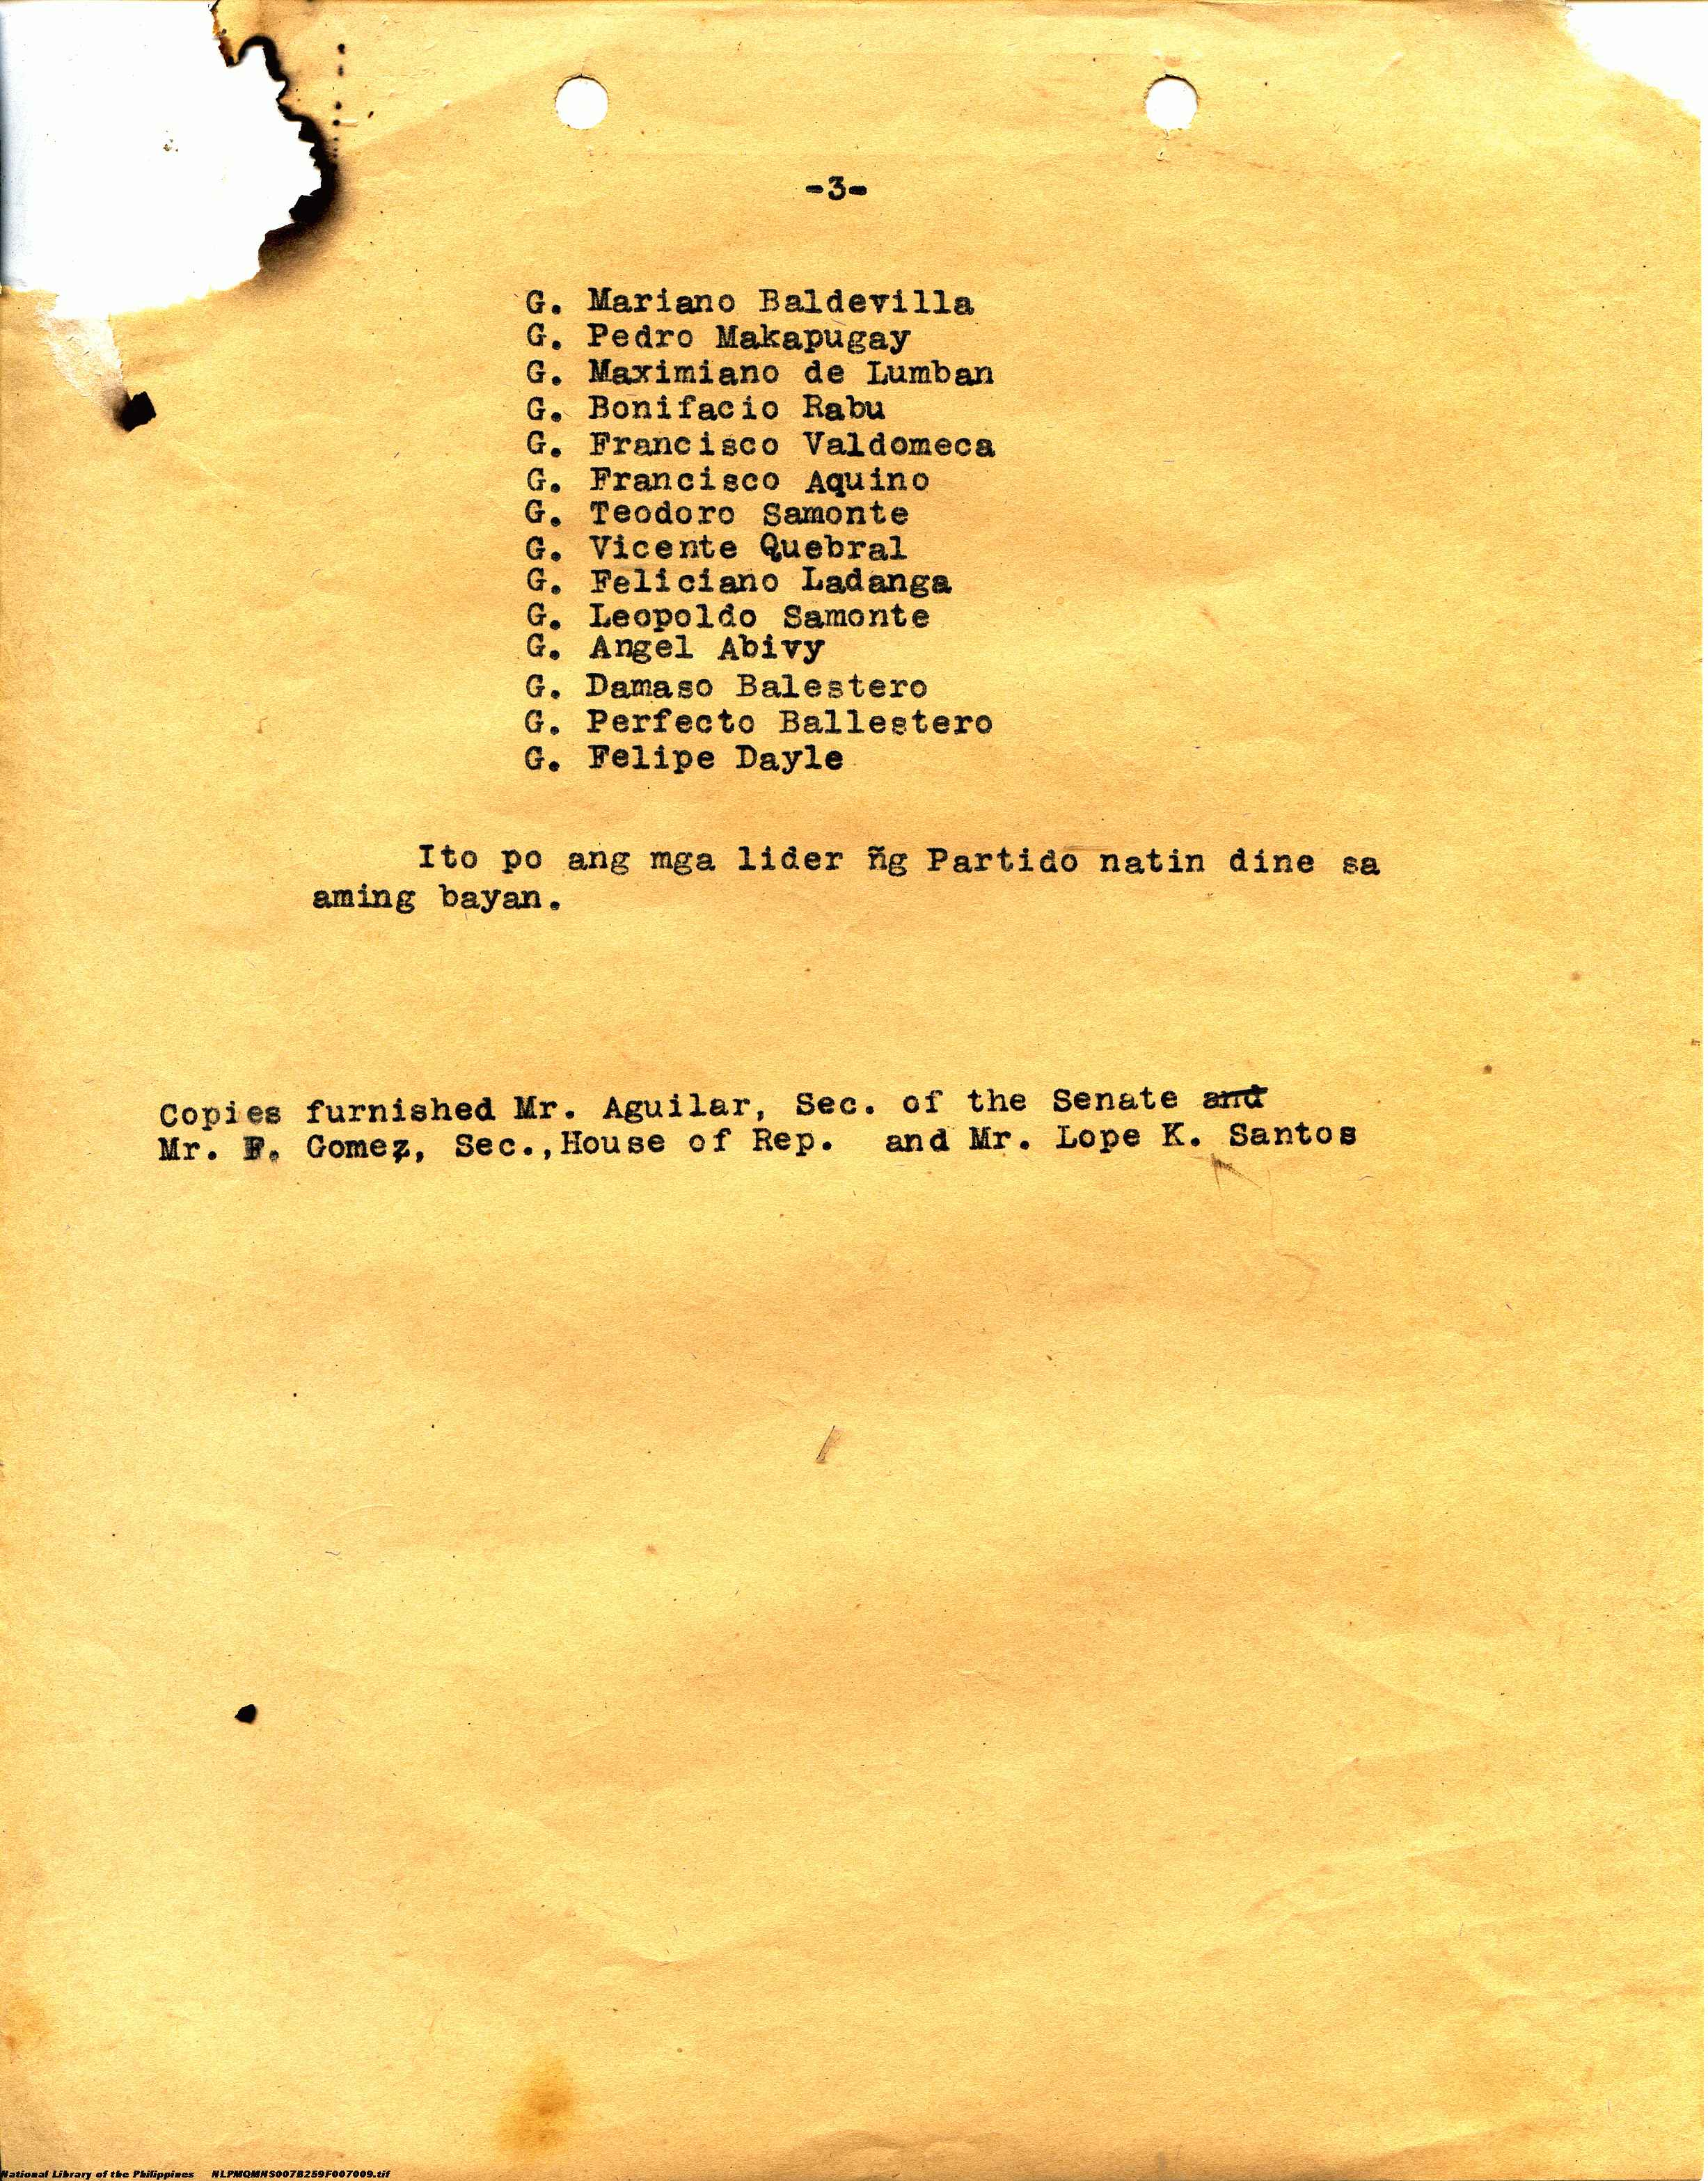 -3-
G. Mariano Baldevilla
G. Pedro Makapugay
G. Maximiano de Lumban
G. Bonifacio Rabu
G. Francisco Valdomeca
G. Francisco Aquino
G. Teodoro Samonte
G. Vicente Quebral
G. Feliciano Ladanga
G. Leopoldo Samonte
G. Angel Abivy
G. Damaso Balestero
G. Perfecto Ballestero
G. Felipe Dayle
Ito po ang mga lider ñg Partido natin dine sa
aming bayan.
Copies furnished Mr. Aguilar, Sec. of the Senate and
Mr. F. Gomez, Sec.,House of Rep. and Mr. Lope K. Santos
National Library of the Philippines NLPMQMNS007B259F007009.tif